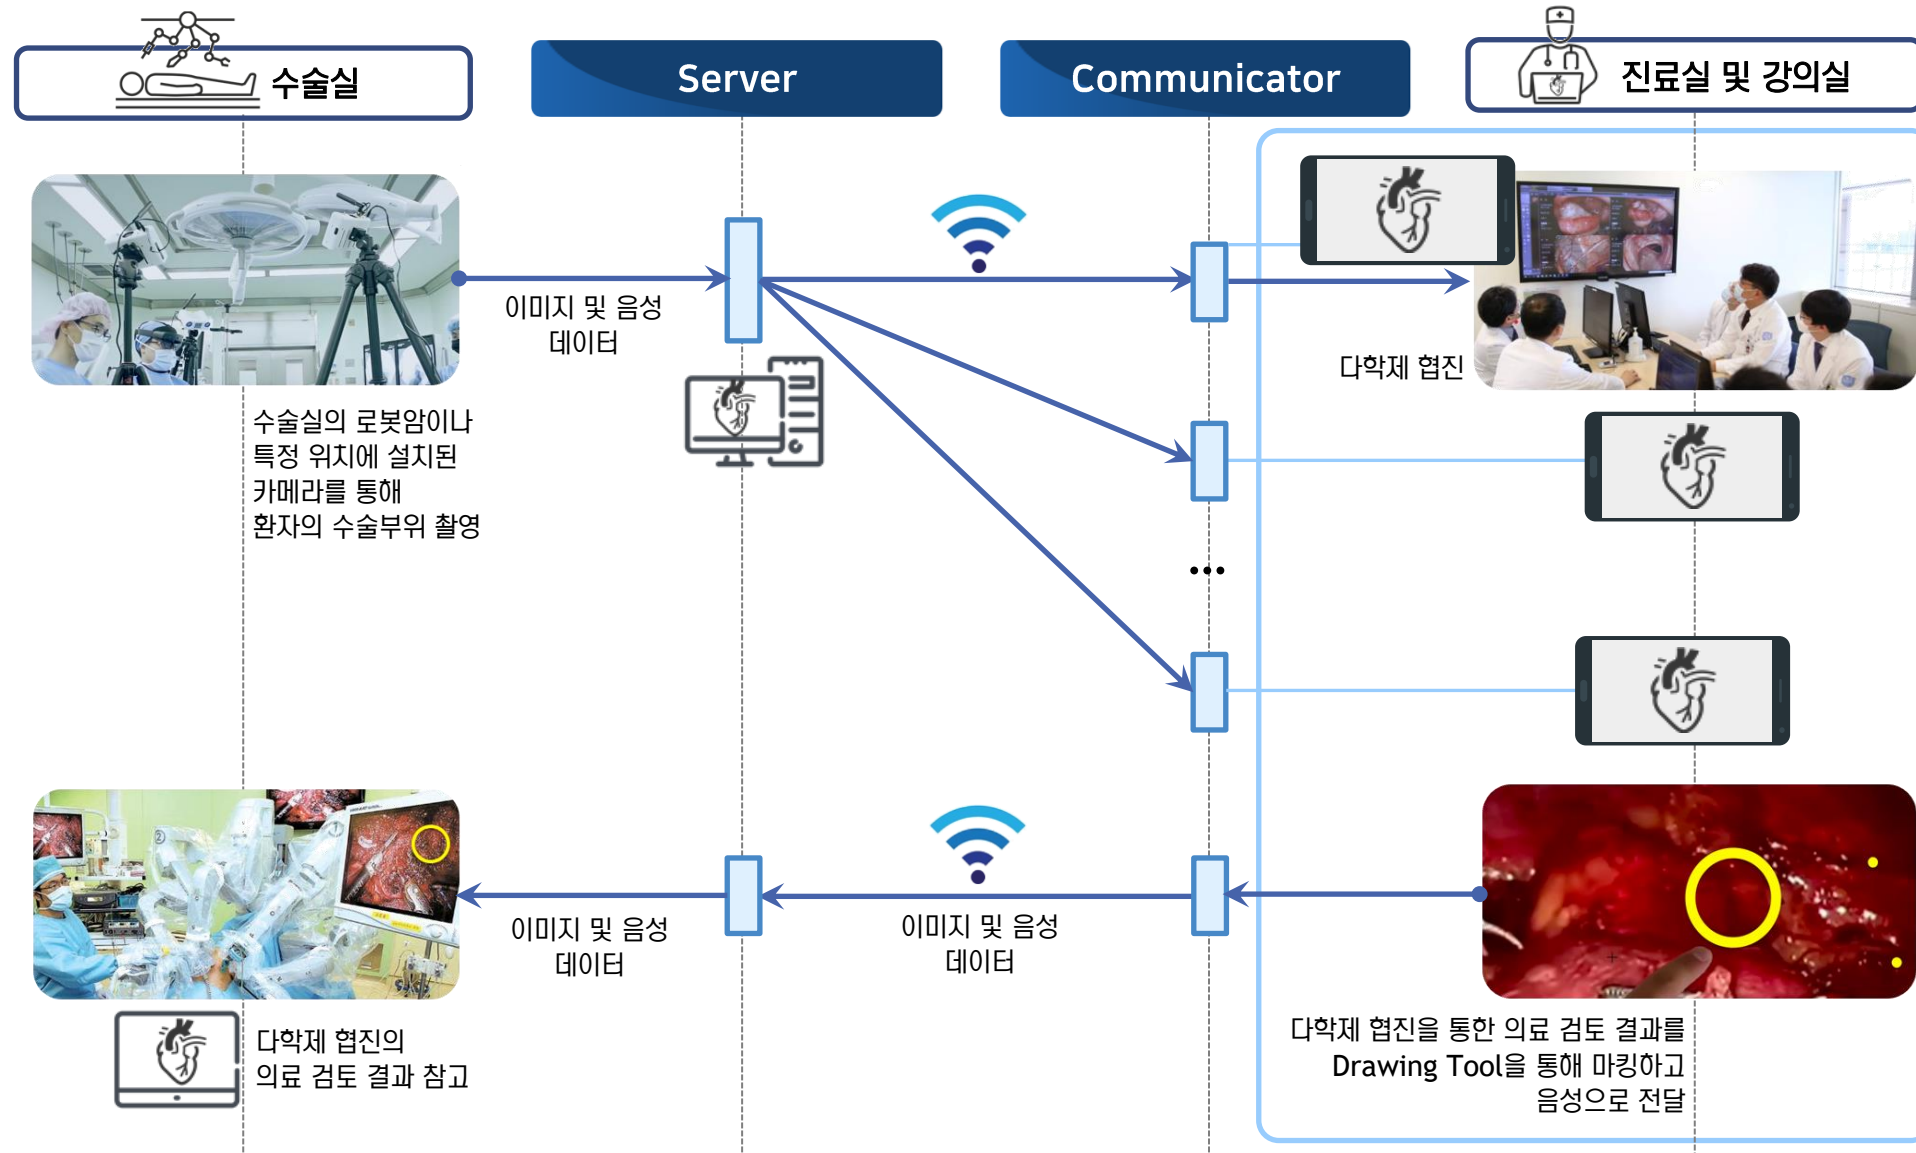 수술실
Server
Communicator
진료실 및 강의실
이미지 및 음성
데이터
다학제 협진
수술실의 로봇암이나
특정 위치에 설치된
카메라를 통해
환자의 수술부위 촬영
...
이미지 및 음성
데이터
이미지 및 음성
데이터
다학제 협진의
의료 검토 결과 참고
다학제 협진을 통한 의료 검토 결과를
Drawing Tool을 통해 마킹하고
음성으로 전달